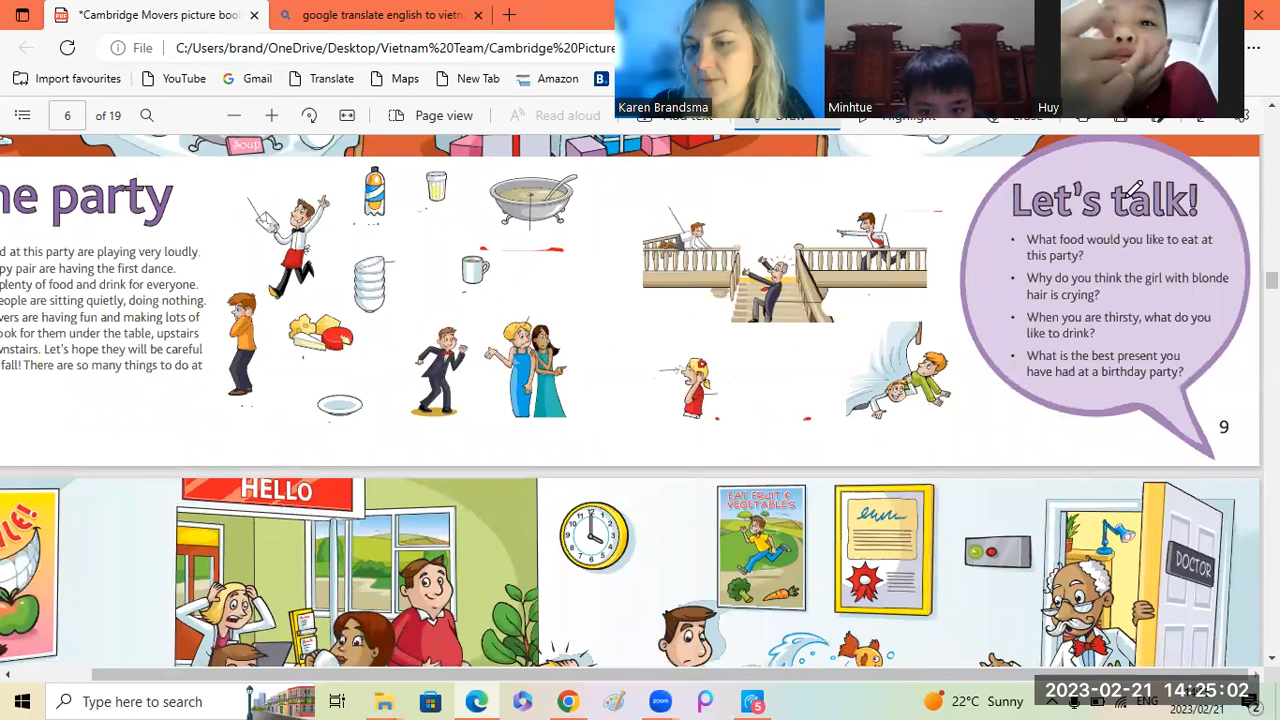 *Cambridge Movers picture boo
google translate english to vietn
File
C:/Users/brand/OneDrive/Desktop/Vietnam%20Team/Cambridge%20Picture
Import favourites
YouTube
Gmail
Translate
Maps
New Tab
Amazon
B.
6 of 19
Page view
Read aloud
Karen Brandsma
Minhtue
Huy
Soup
ne party
d at this party are playing very loudly.
py pair are having the first dance.
plenty of food and drink for everyone.
eople are sitting quietly, doing nothing.
vers are having fun and making lots of
ook for them under the table, upstairs
wnstairs. Let's hope they will be careful
fall! There are so many things to do at
Let's talk!
• What food would you like to eat at
this party?
• Why do you think the girl with blonde
hair is crying?
• When you are thirsty, what do you
like to drink?
• What is the best present you
have had at a birthday party?
9
HELLO
EAT FRUIT &
VEGETABLES
DOCTOR
Type here to search
5
22°C Sunny
ENG
2023-02-21 14:25:02
2023/02/21
2